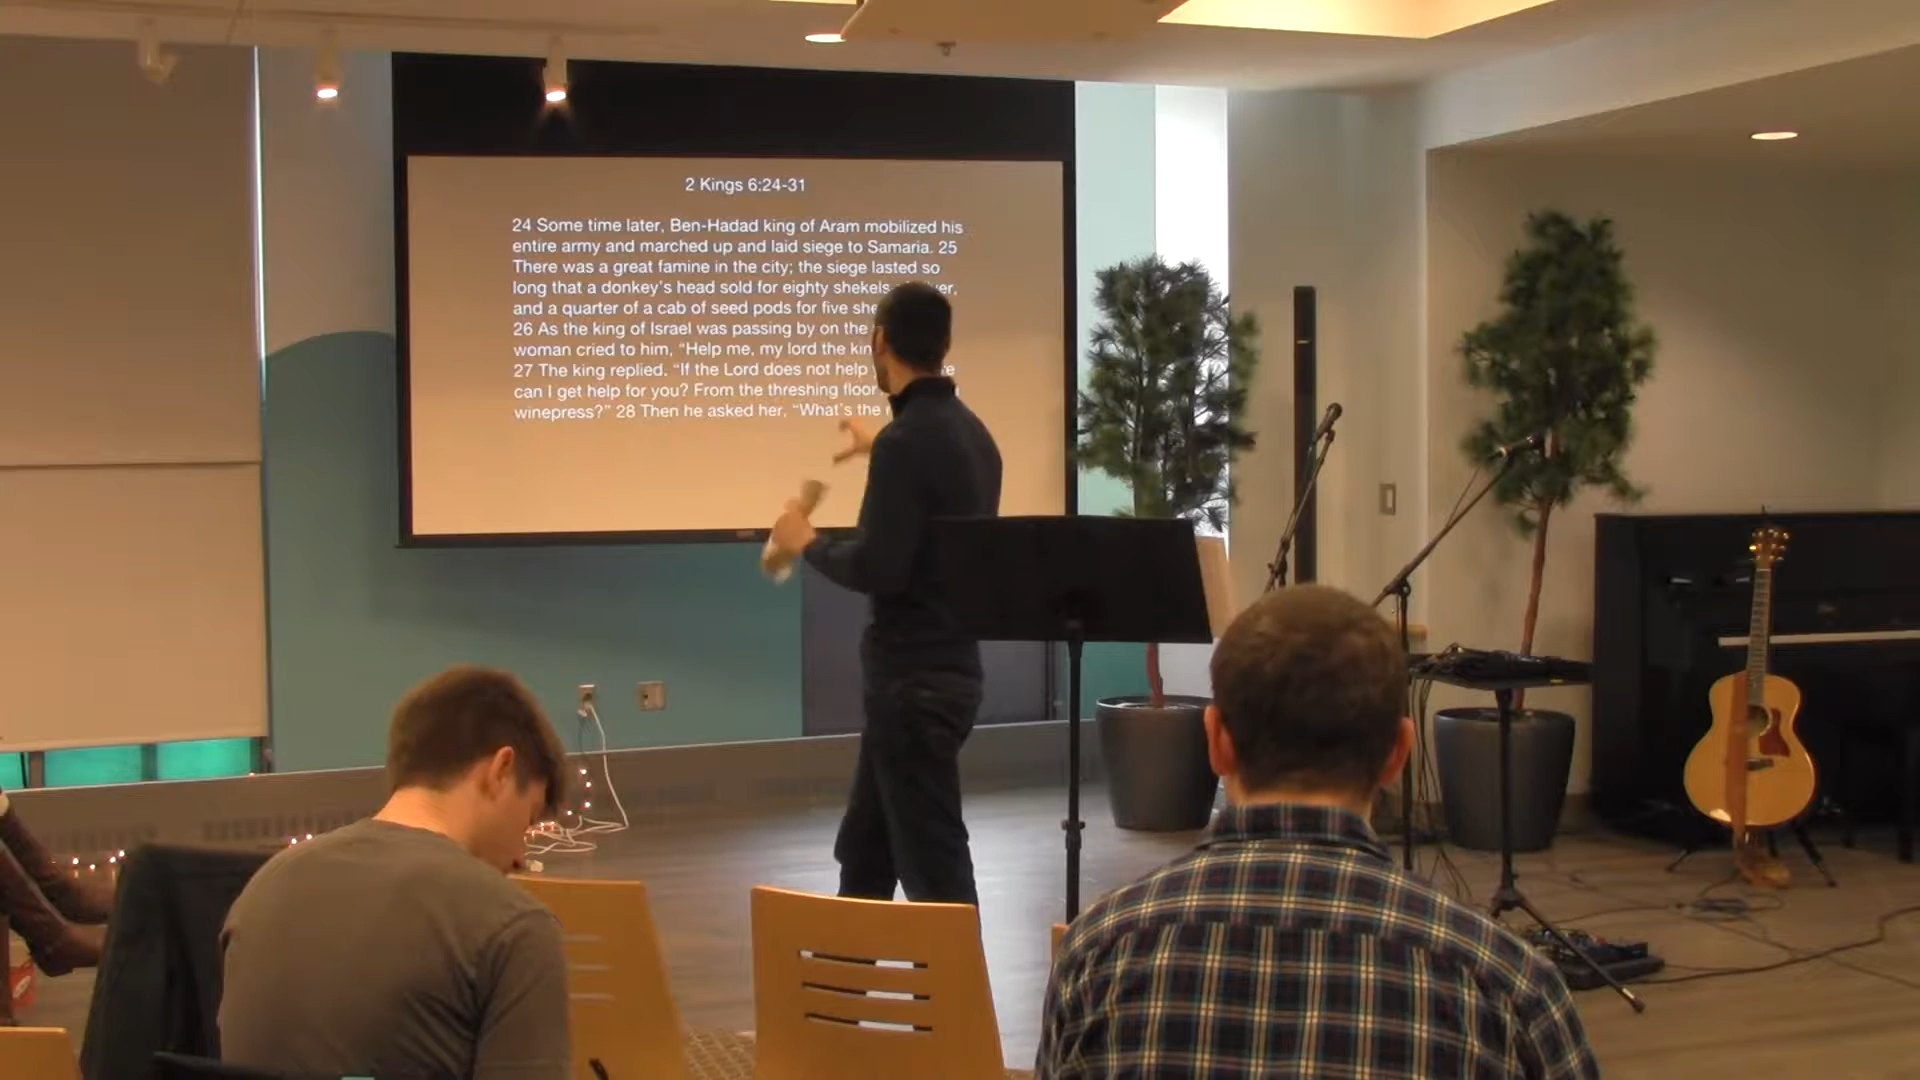 2 Kings 6:24-31
24 Some time later, Ben-Hadad king of Aram mobilized his
entire army and marched up and laid siege to Samaria. 25
There was a great famine in the city; the siege lasted so
long that a donkey's head sold for eighty shekels
and a quarter of a cab of seed pods for five
26 As the king of Israel was passing by on the
woman cried to him, “Help me, my lord the
27 The king replied. “If the Lord does not help
can I get help for you? From the threshing floor
winepress?” 28 Then he asked her, “What's the